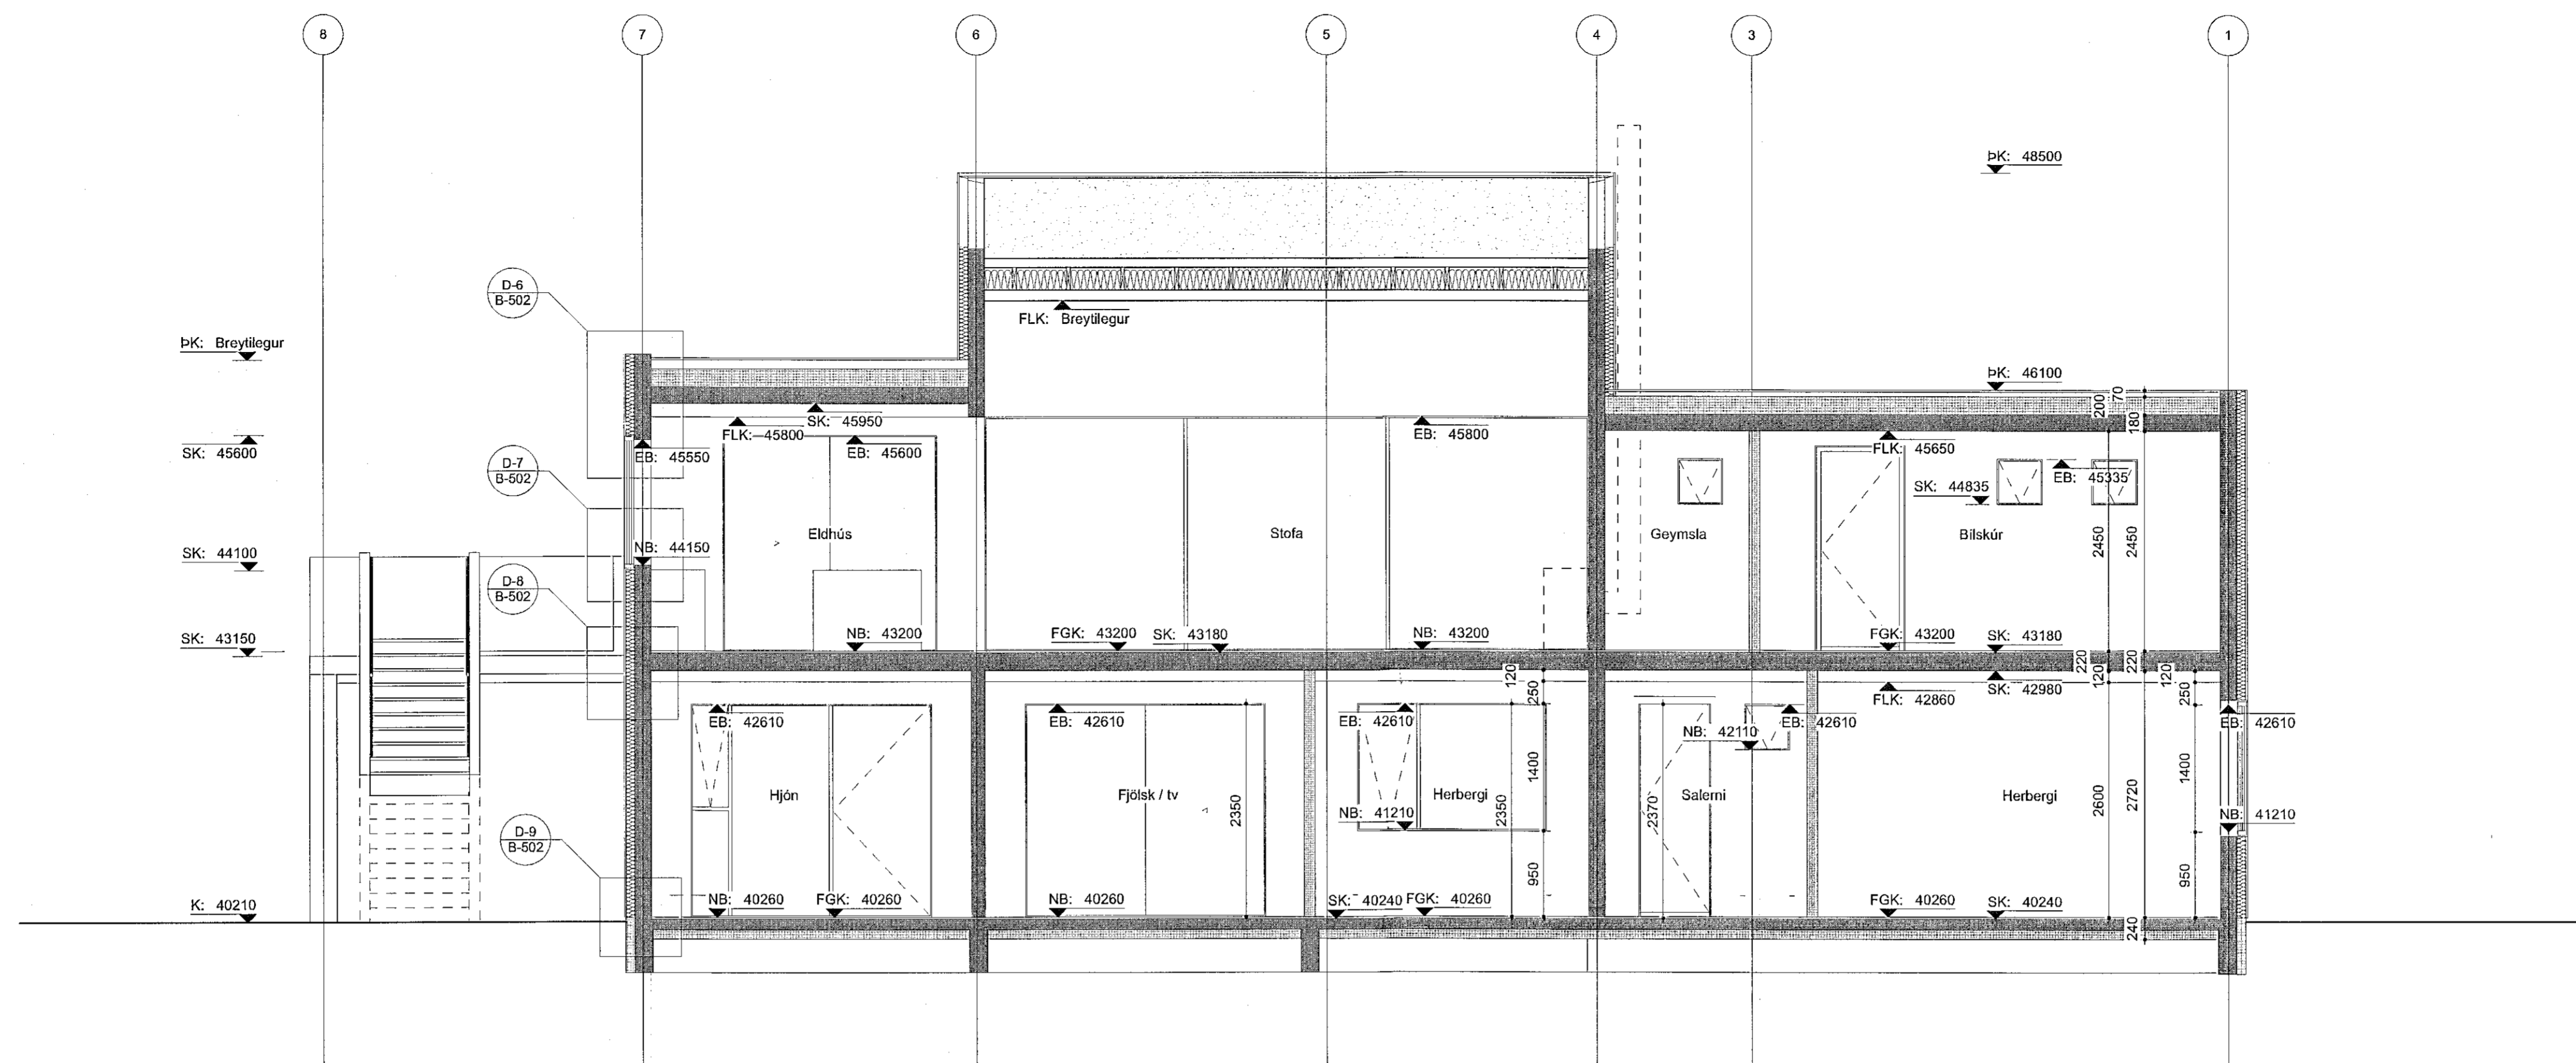 8 7 6 5 4 3 1
ÞK: 48500
D-6
B-502
FLK: Breytilegur
ÞK: Breytilegur
ÞK: 46100
70
200
180
SK: 45950
FLK: 45800
EB: 45800
SK: 45600
EB: 45550
EB: 45600
FLK: 45650
D-7
B-502
SK: 44835
EB: 45335
Eldhús
Stofa
Geymsla
Bílskúr
2450
2450
SK: 44100
NB: 44150
D-8
B-502
SK: 43150
NB: 43200
FGK: 43200
SK: 43180
NB: 43200
FGK: 43200
SK: 43180
220
220
120
120
120
250
250
SK: 42980
FLK: 42860
EB: 42610
EB: 42610
EB: 42610
NB: 42110
EB: 42610
EB: 42610
Hjón
Fjölsk / tv
2350
Herbergi
2350
1400
2370
Salerni
Herbergi
2600
2720
1400
NB: 41210
NB: 41210
D-9
B-502
950
950
K: 40210
NB: 40260
FGK: 40260
NB: 40260
SK: 40240
FGK: 40260
FGK: 40260
SK: 40240
240